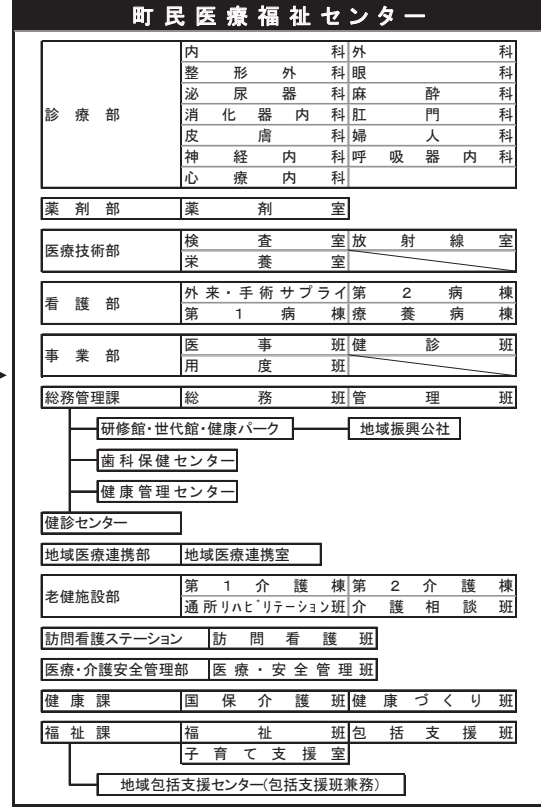 町民医療福祉センター
診療部 内科 外科
整形外科 眼科
泌尿器科 麻酔科
消化器内科 肛門科
皮膚科 婦人科
神経内科 呼吸器内科
心療内科
薬剤部 薬剤室
医療技術部 検査室 放射線室
栄養室
看護部 外来・手術サプライ 第2病棟
第1病棟 療養病棟
事業部 医事班 健診班
用度班
総務管理課 総務班 管理班
研修館・世代館・健康パーク 地域振興公社
歯科保健センター
健康管理センター
健診センター
地域医療連携部 地域医療連携室
老健施設部 第1介護棟 第2介護棟
通所リハビリテーション班 介護相談班
訪問看護ステーション 訪問看護班
医療・介護安全管理部 医療・安全管理班
健康課 国保介護班 健康づくり班
福祉課 福祉班 包括支援班
子育て支援室
地域包括支援センター(包括支援班兼務)